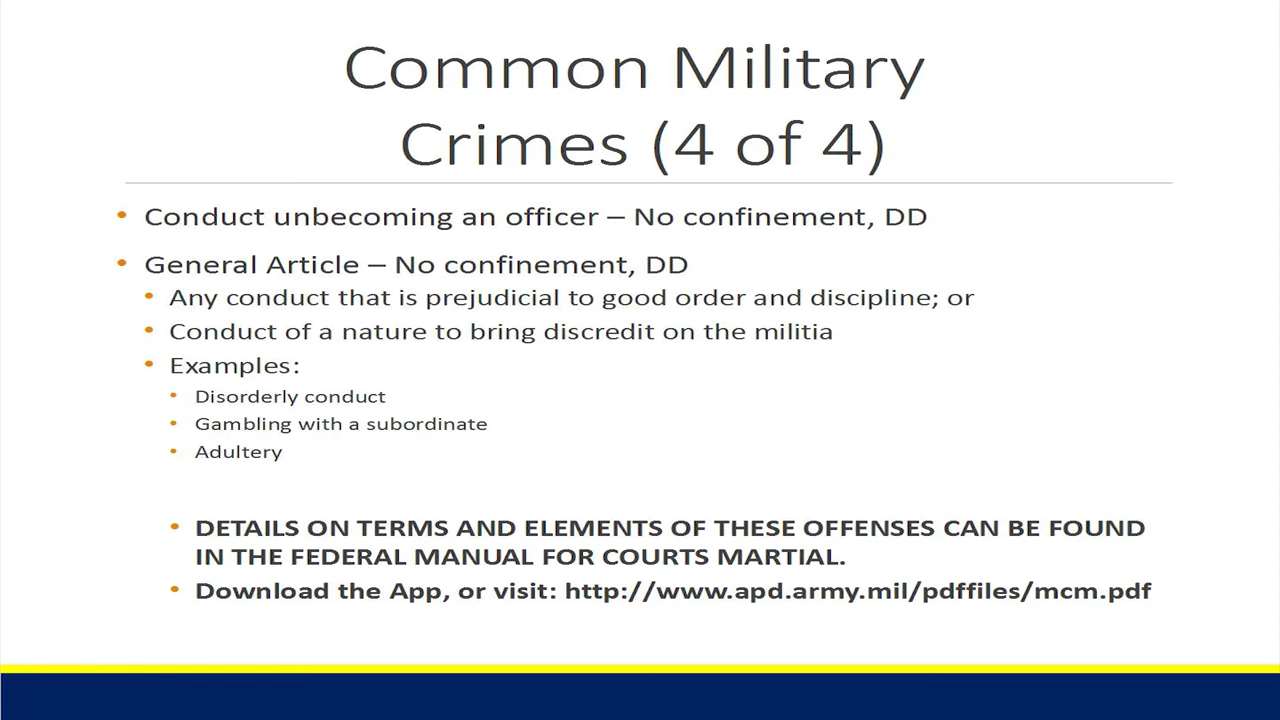 Common Military
Crimes (4 of 4)
• Conduct unbecoming an officer – No confinement, DD
• General Article – No confinement, DD
• Any conduct that is prejudicial to good order and discipline; or
• Conduct of a nature to bring discredit on the militia
• Examples:
• Disorderly conduct
• Gambling with a subordinate
• Adultery
• DETAILS ON TERMS AND ELEMENTS OF THESE OFFENSES CAN BE FOUND
IN THE FEDERAL MANUAL FOR COURTS MARTIAL.
• Download the App, or visit: http://www.apd.army.mil/pdffiles/mcm.pdf